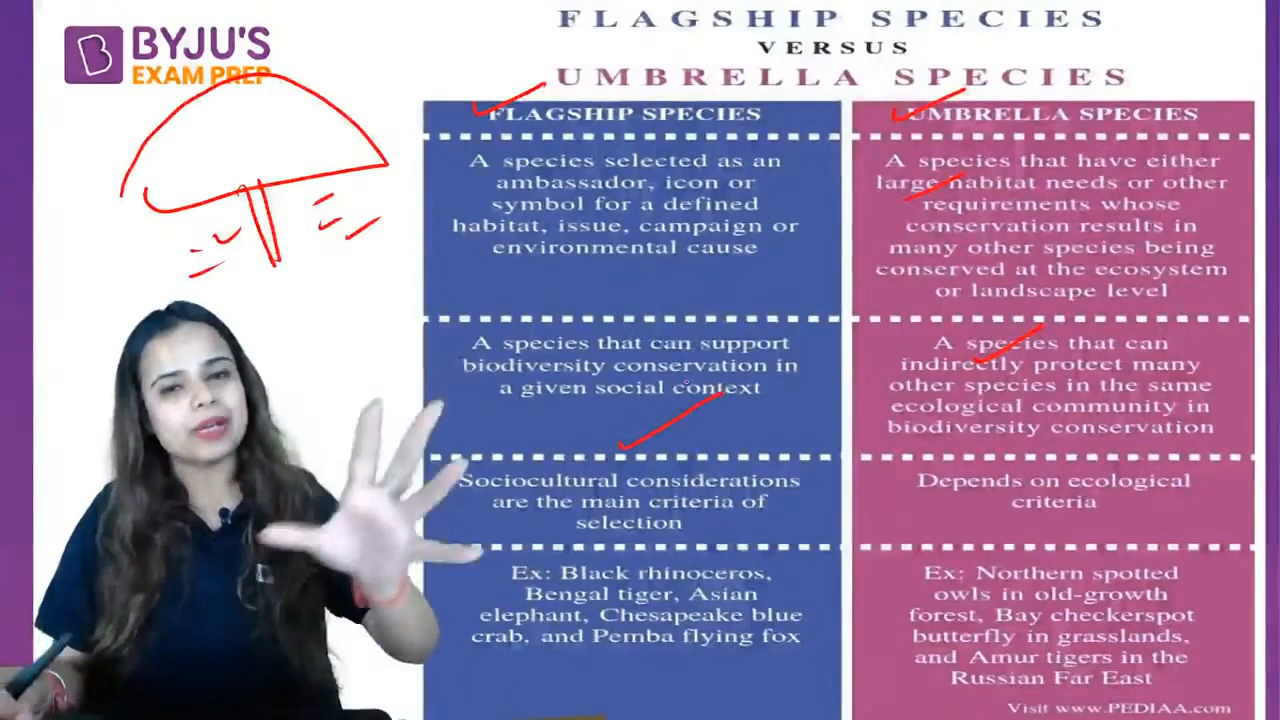 BYJU'S
EXAM PREP
FLAGSHIP SPECIES
VERSUS
UMBRELLA SPECIES
FLAGSHIP SPECIES
A species selected as an
ambassador, icon or
symbol for a defined
habitat, issue, campaign or
environmental cause
A species that can support
biodiversity conservation in
a given social context
Sociocultural considerations
are the main criteria of
selection
Ex: Black rhinoceros,
Bengal tiger, Asian
elephant, Chesapeake blue
crab, and Pemba flying fox
UMBRELLA SPECIES
A species that have either
large habitat needs or other
requirements whose
conservation results in
many other species being
conserved at the ecosystem
or landscape level
A species that can
indirectly protect many
other species in the same
ecological community in
biodiversity conservation
Depends on ecological
criteria
Ex: Northern spotted
owls in old-growth
forest, Bay checkerspot
butterfly in grasslands,
and Amur tigers in the
Russian Far East
Visit www.PEDIAA.com